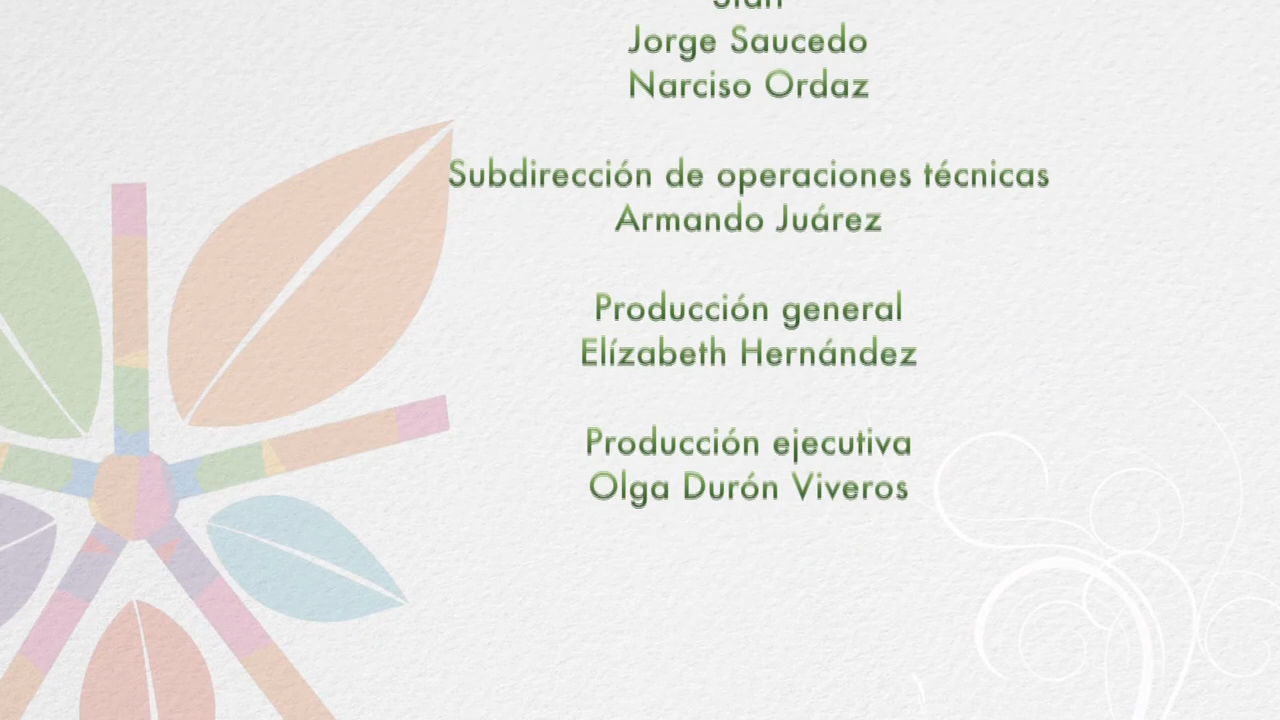 Staff
Jorge Saucedo
Narciso Ordaz
Subdirección de operaciones técnicas
Armando Juárez
Producción general
Elízabeth Hernández
Producción ejecutiva
Olga Durón Viveros